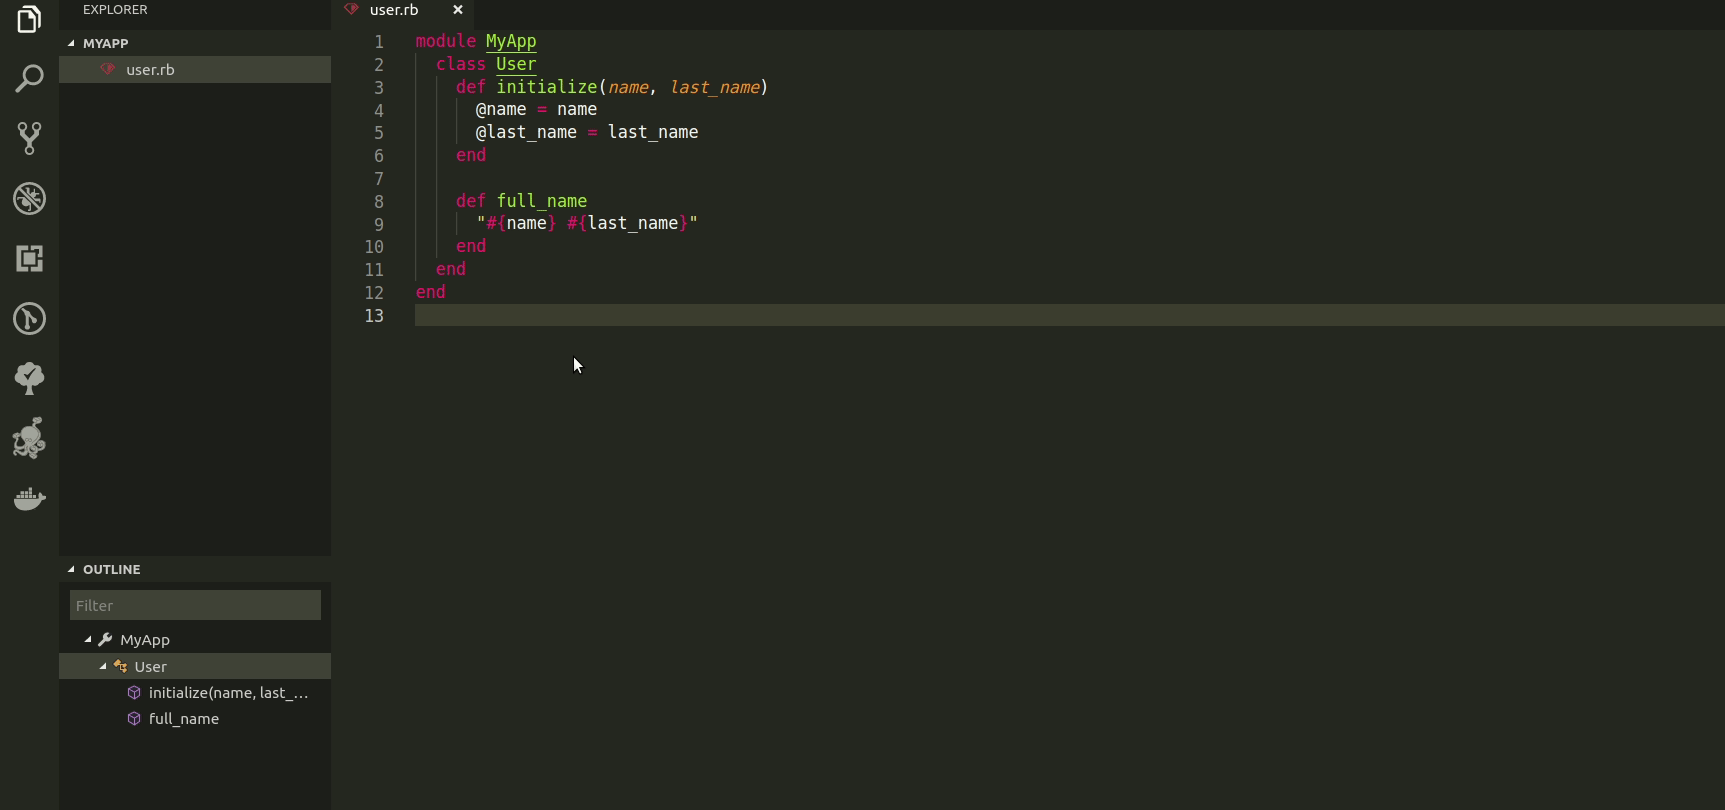 EXPLORER
MYAPP
user.rb
OUTLINE
Filter
MyApp
User
initialize(name, last_...
full_name
user.rb ×
1 module MyApp
2   class User
3     def initialize(name, last_name)
4       @name = name
5       @last_name = last_name
6     end
7
8     def full_name
9       "#{name} #{last_name}"
10     end
11   end
12 end
13